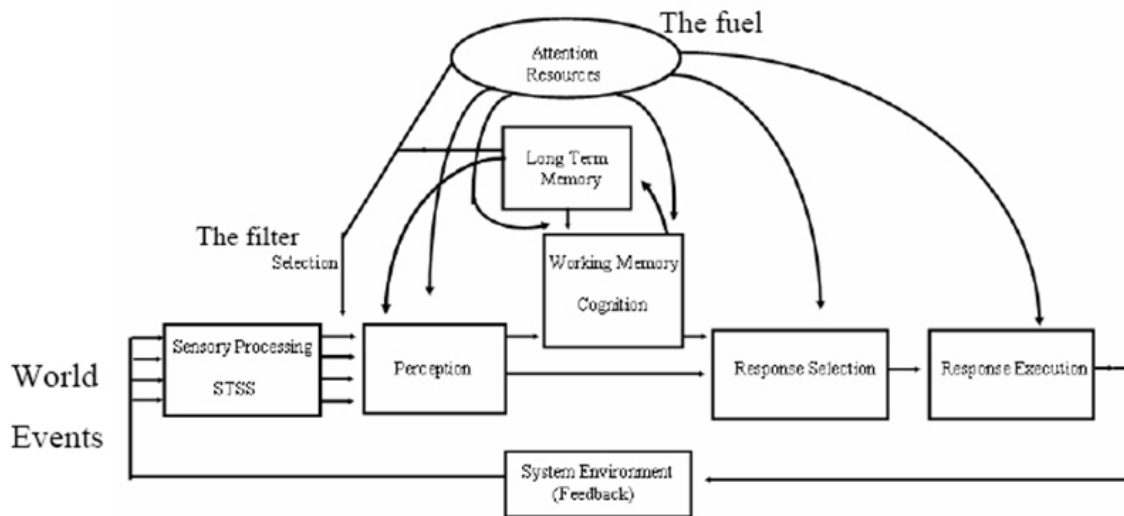 The fuel
Attention
Resources
Long Term
Memory
The filter
Selection
Working Memory
Cognition
Sensory Processing
STSS
Perception
Response Selection
Response Execution
World
Events
System Environment
(Feedback)